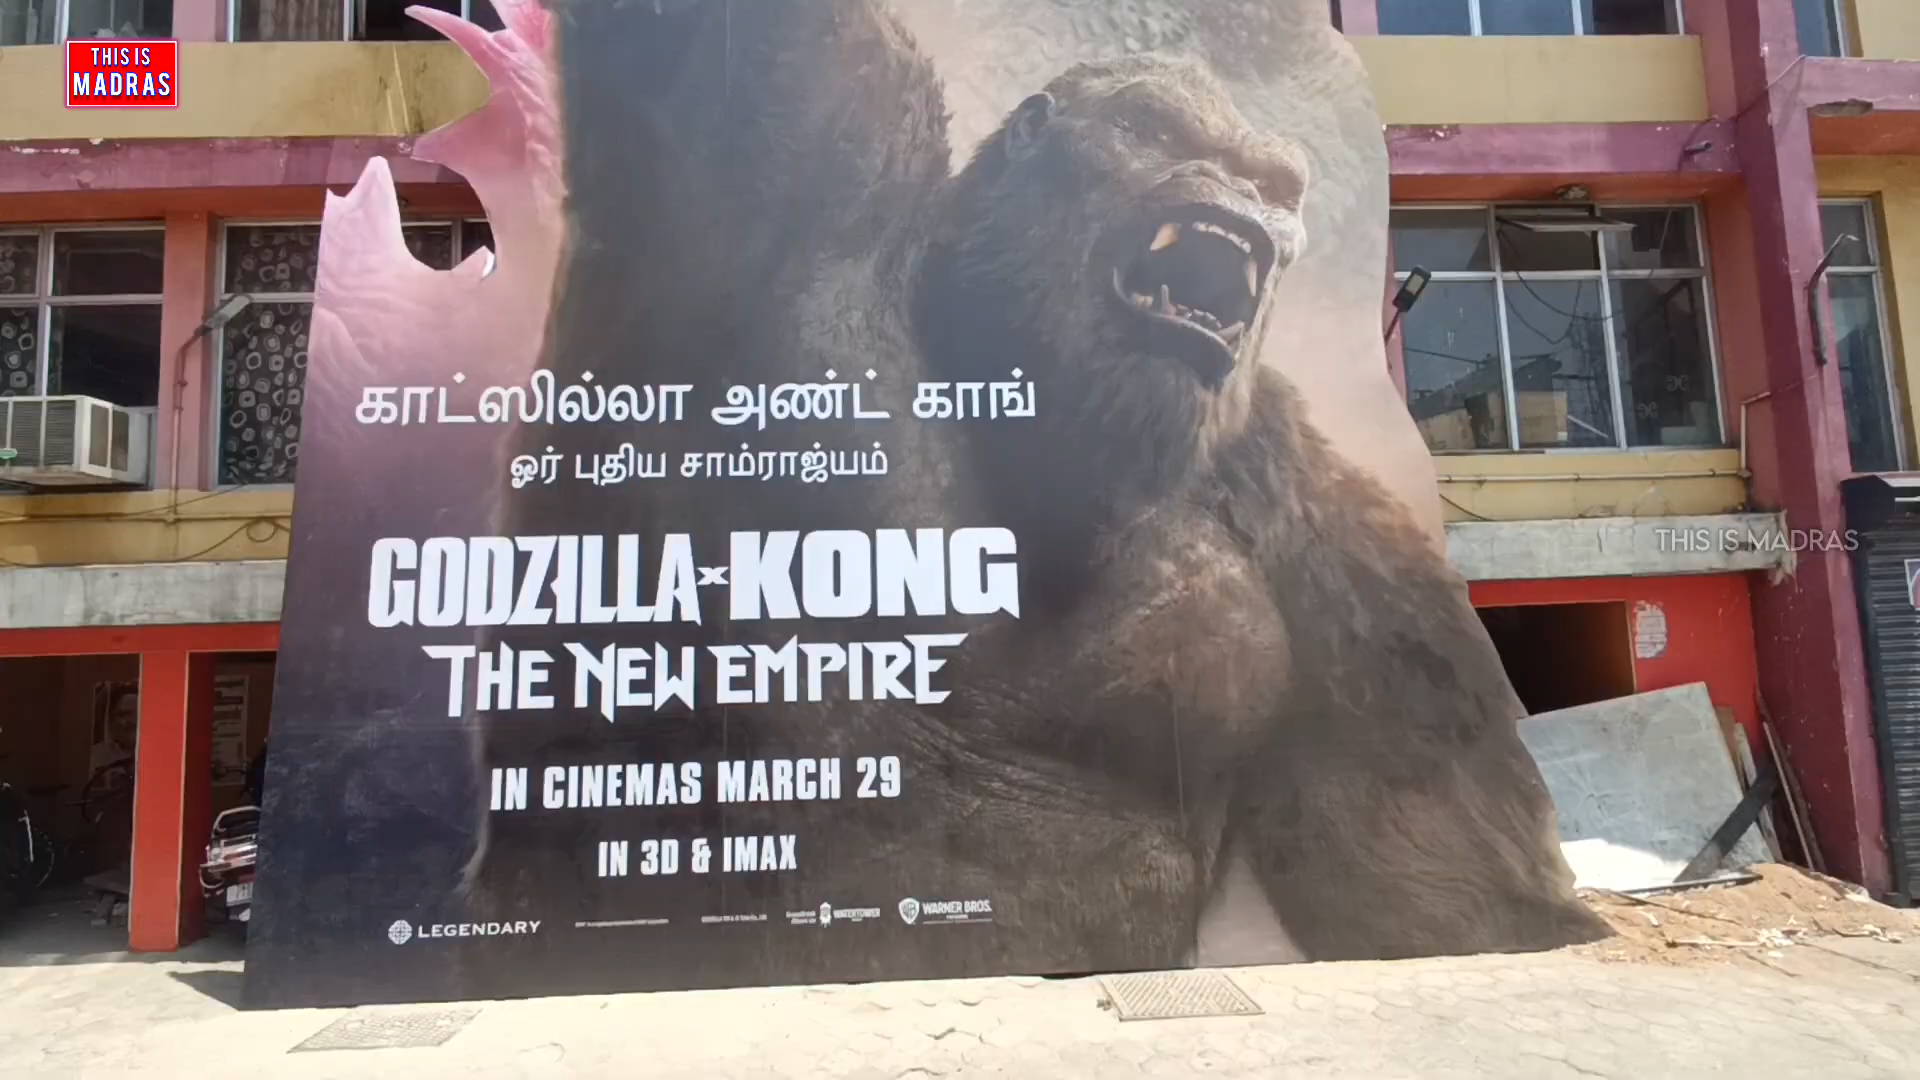 THIS IS
MADRAS
காட்ஸில்லா அண்ட் காங்
ஓர் புதிய சாம்ராஜ்யம்
GODZILLA x KONG
THE NEW EMPIRE
THIS IS MADRAS
IN CINEMAS MARCH 29
IN 3D & IMAX
LEGENDARY
WATERTOWER
WARNER BROS.